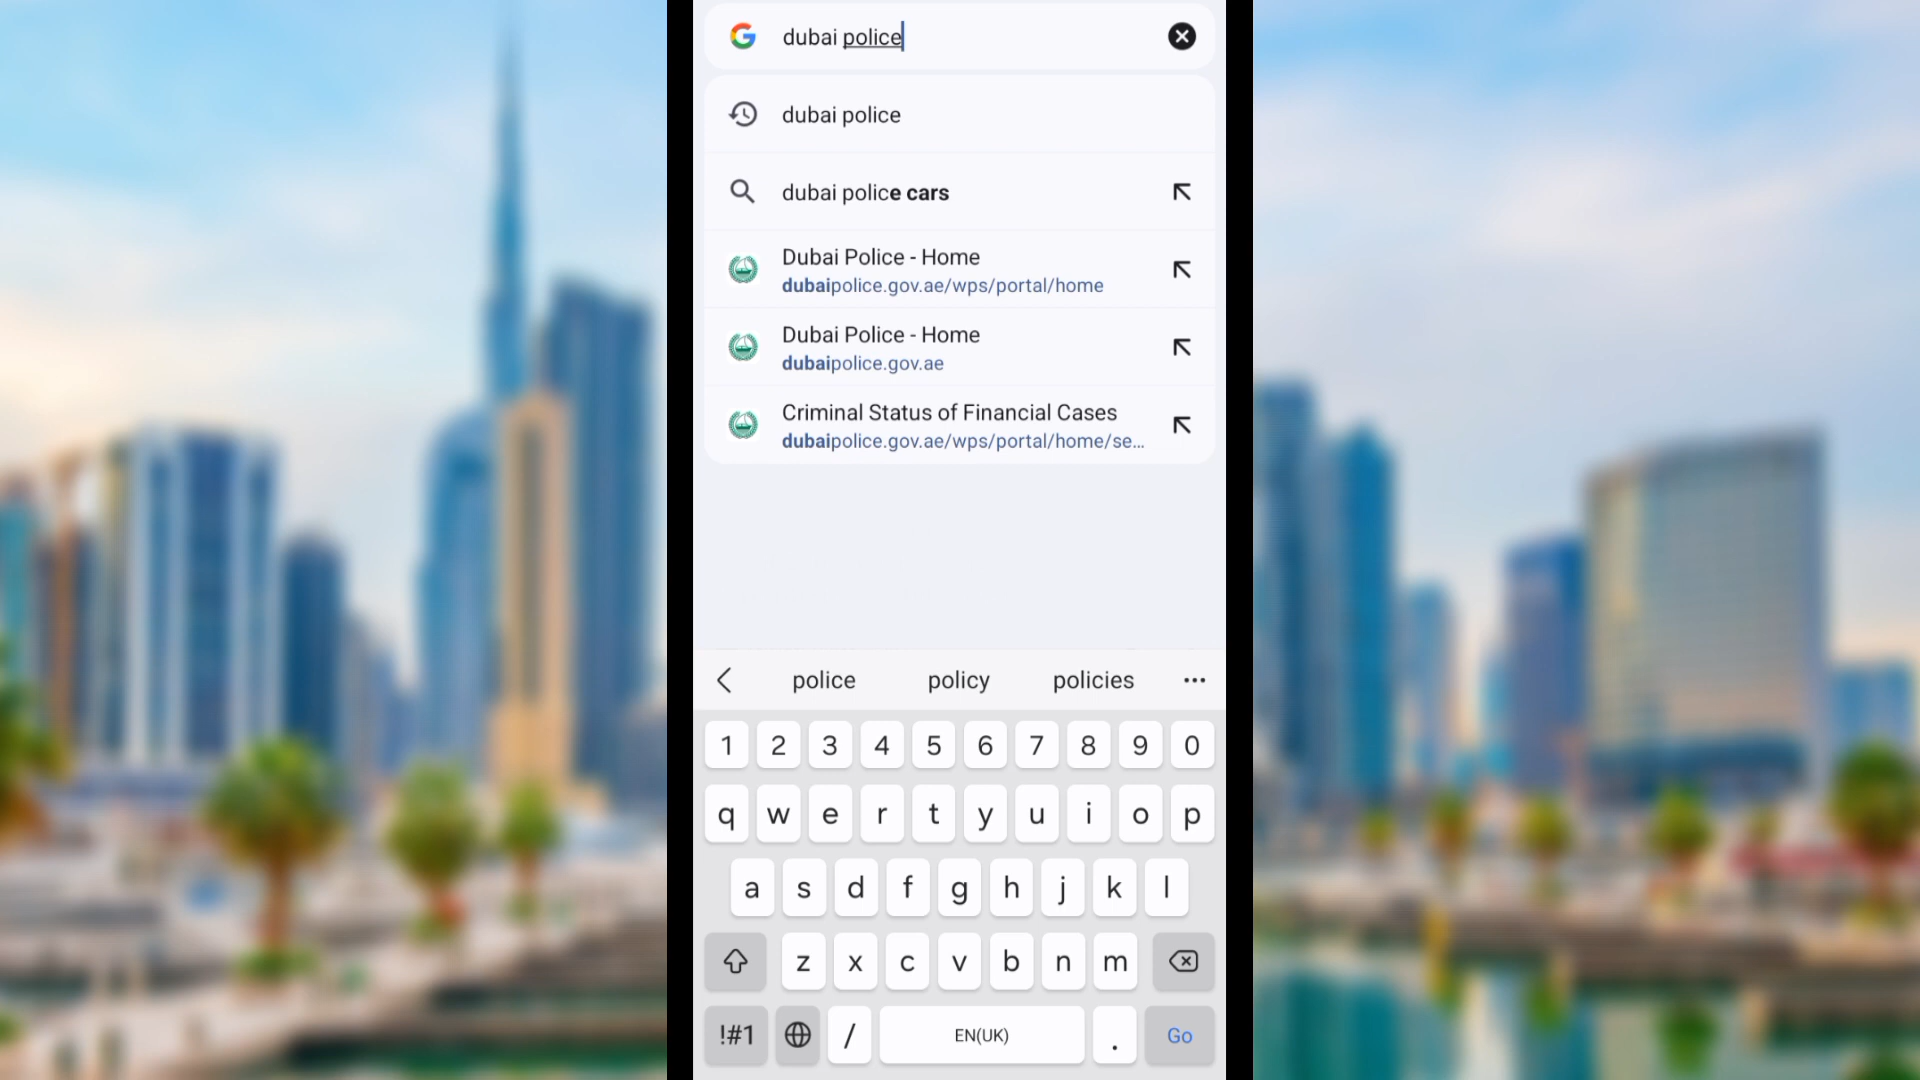 dubai police
dubai police
dubai police cars
Dubai Police - Home
dubaipolice.gov.ae/wps/portal/home
Dubai Police - Home
dubaipolice.gov.ae
Criminal Status of Financial Cases
dubaipolice.gov.ae/wps/portal/home/se...
police policy policies
1 2 3 4 5 6 7 8 9 0
q w e r t y u i o p
a s d f g h j k l
z x c v b n m
!#1 / EN(UK) . Go